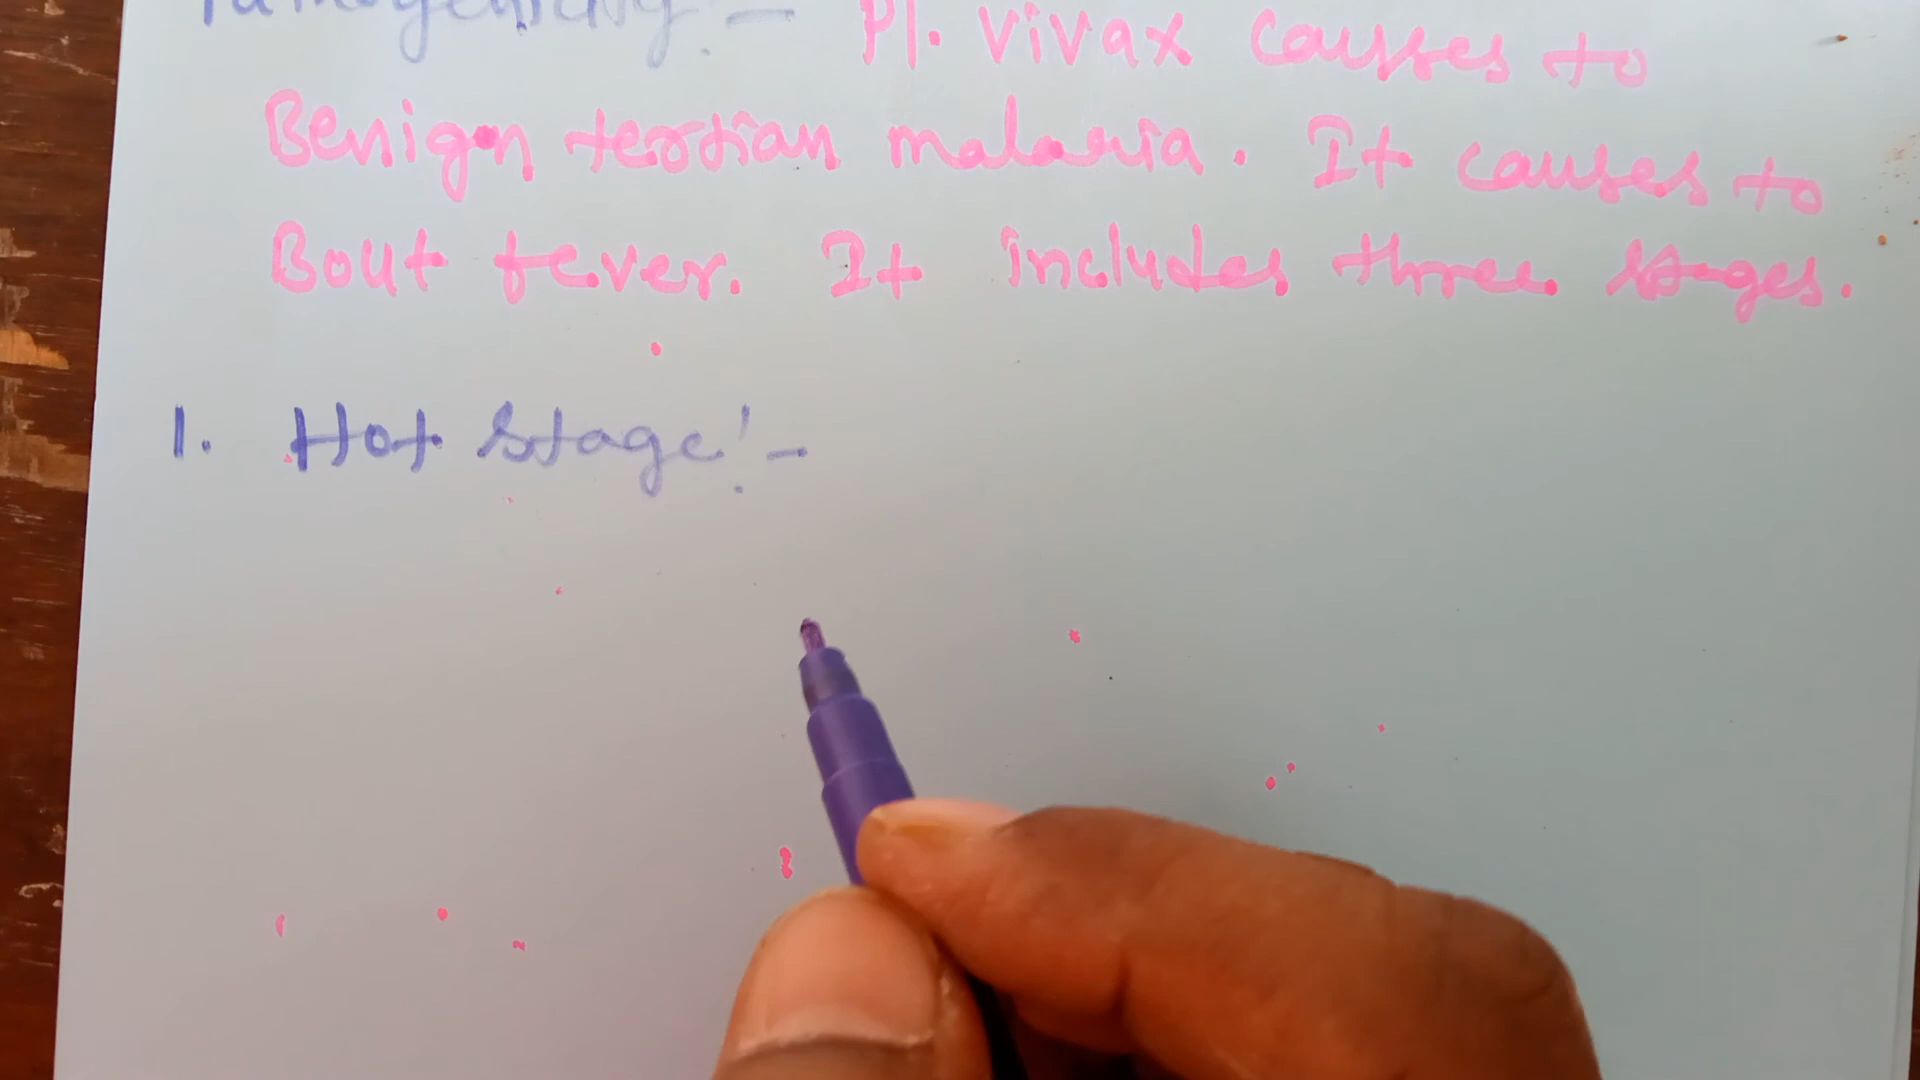 Pathogenicity :- Pl. vivax causes to
Benign tertian malaria. It causes to
Bout fever. It includes three stages.
1. Hot stage :-